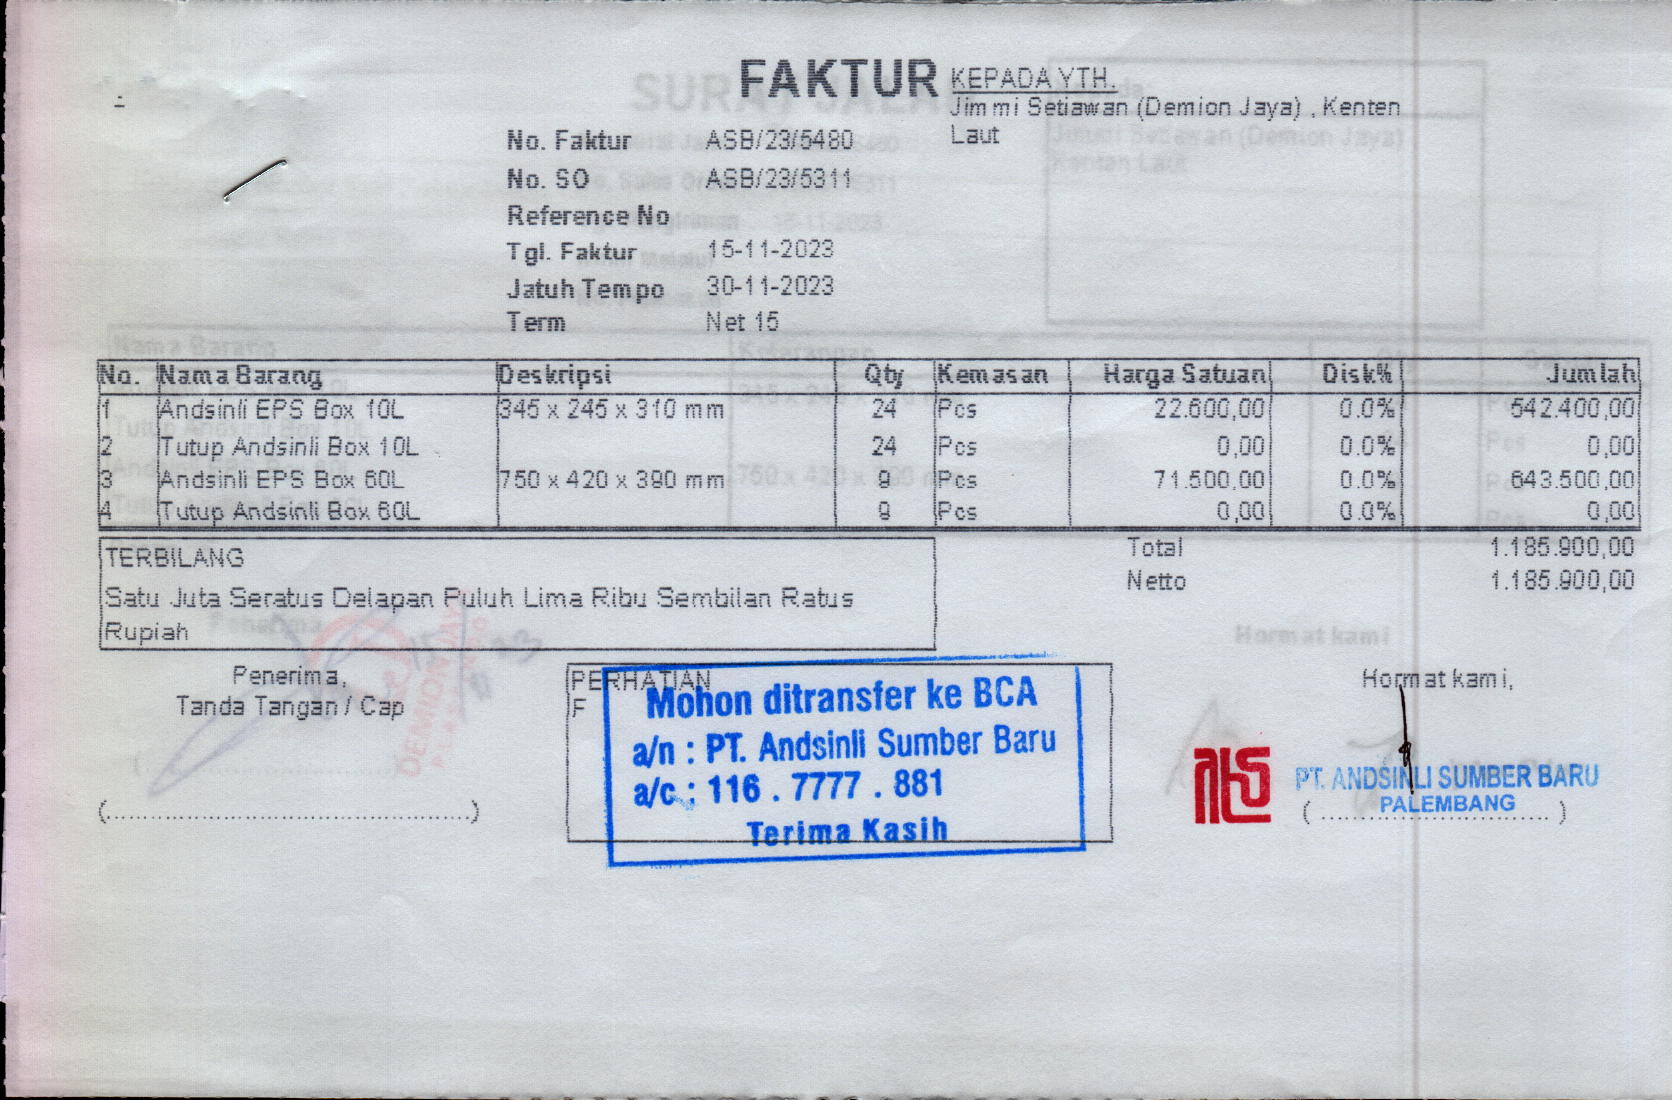 FAKTUR
KEPADA YTH.
Jimmi Setiawan (Demion Jaya) , Kenten
Laut
No. Faktur ASB/23/5480
No. SO ASB/23/5311
Reference No
Tgl. Faktur 15-11-2023
Jatuh Tempo 30-11-2023
Term Net 15
No. Nama Barang Deskripsi Qty Kemasan Harga Satuan Disk% Jumlah
1 Andsinli EPS Box 10L 345 x 245 x 310 mm 24 Pcs 22.600,00 0.0% 542.400,00
2 Tutup Andsinli Box 10L 24 Pcs 0,00 0.0% 0,00
3 Andsinli EPS Box 60L 750 x 420 x 390 mm 9 Pcs 71.500,00 0.0% 643.500,00
4 Tutup Andsinli Box 60L 9 Pcs 0,00 0.0% 0,00
Total 1.185.900,00
Netto 1.185.900,00
TERBILANG
Satu Juta Seratus Delapan Puluh Lima Ribu Sembilan Ratus
Rupiah
Penerima,
Tanda Tangan / Cap
(............................................)
PERHATIAN
F
Mohon ditransfer ke BCA
a/n : PT. Andsinli Sumber Baru
a/c : 116 . 7777 . 881
Terima Kasih
Hormat kami,
PT. ANDSINLI SUMBER BARU
PALEMBANG
( ............................ )